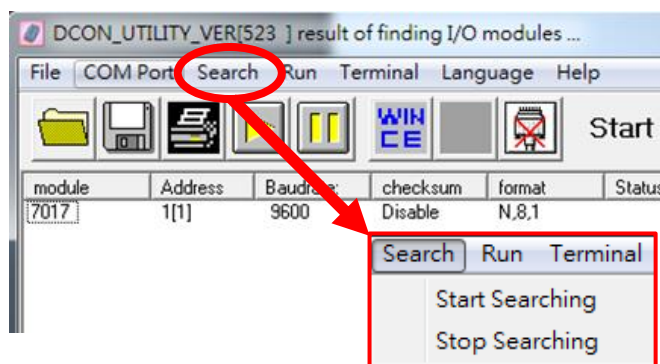 DCON_UTILITY_VER[523 ] result of finding I/O modules ...
File COM Port Search Run Terminal Language Help
WIN CE Start
module Address Baudrate: checksum format Status
7017 1[1] 9600 Disable N,8,1
Search Run Terminal
Start Searching
Stop Searching